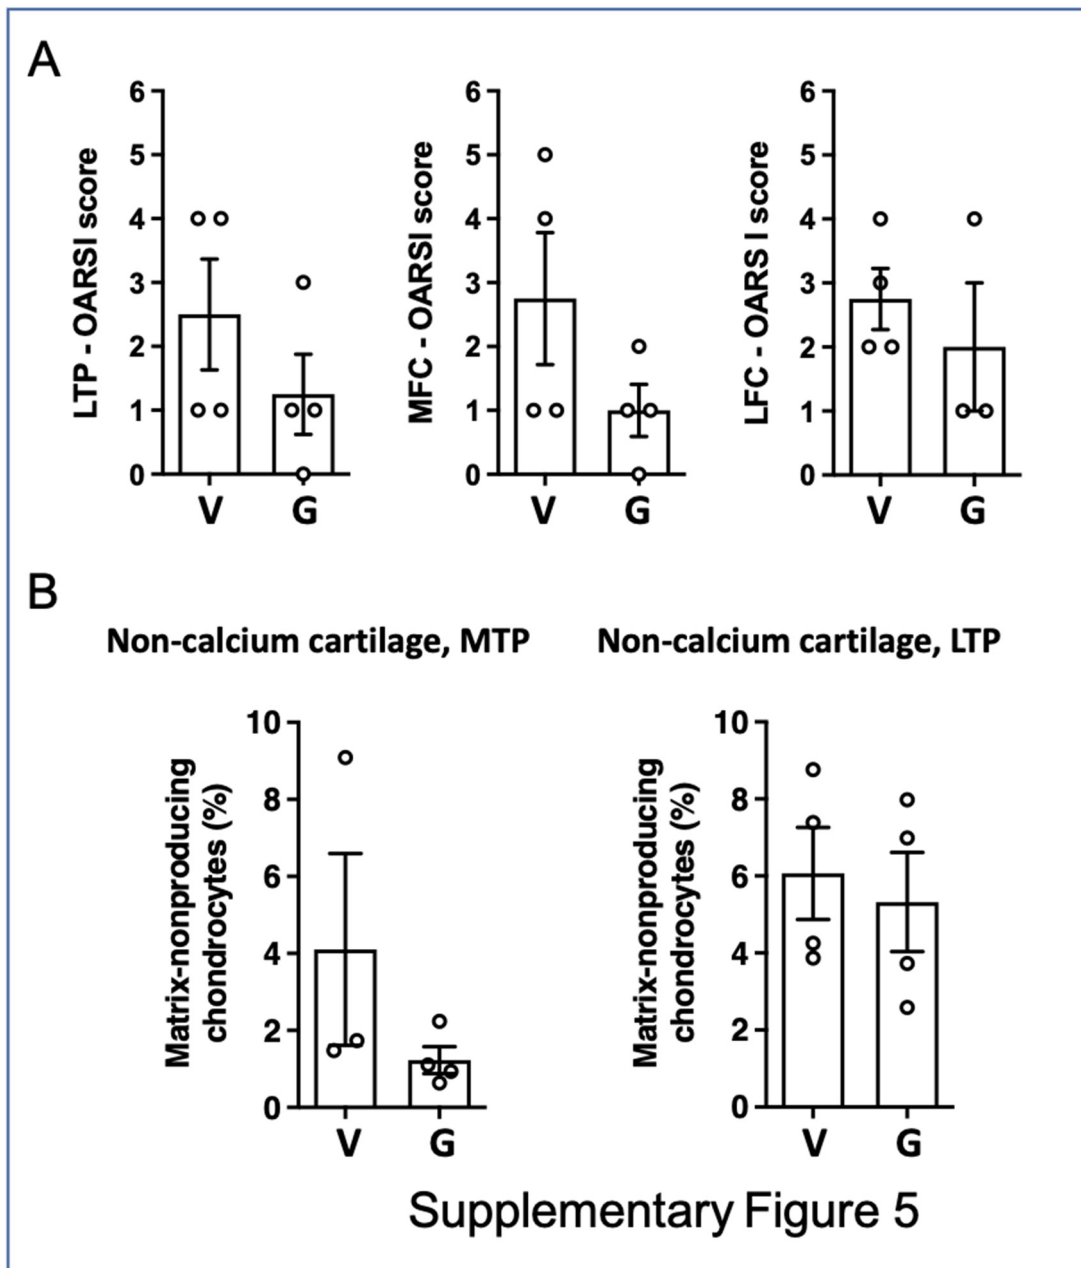 A
6
5
4
3
2
1
0
LTP - OARSI score
V G
6
5
4
3
2
1
0
MFC - OARSI score
V G
6
5
4
3
2
1
0
LFC - OARS I score
V G
B
Non-calcium cartilage, MTP
10
8
6
4
2
0
Matrix-nonproducing
chondrocytes (%)
V G
Non-calcium cartilage, LTP
10
8
6
4
2
0
Matrix-nonproducing
chondrocytes (%)
V G
Supplementary Figure 5